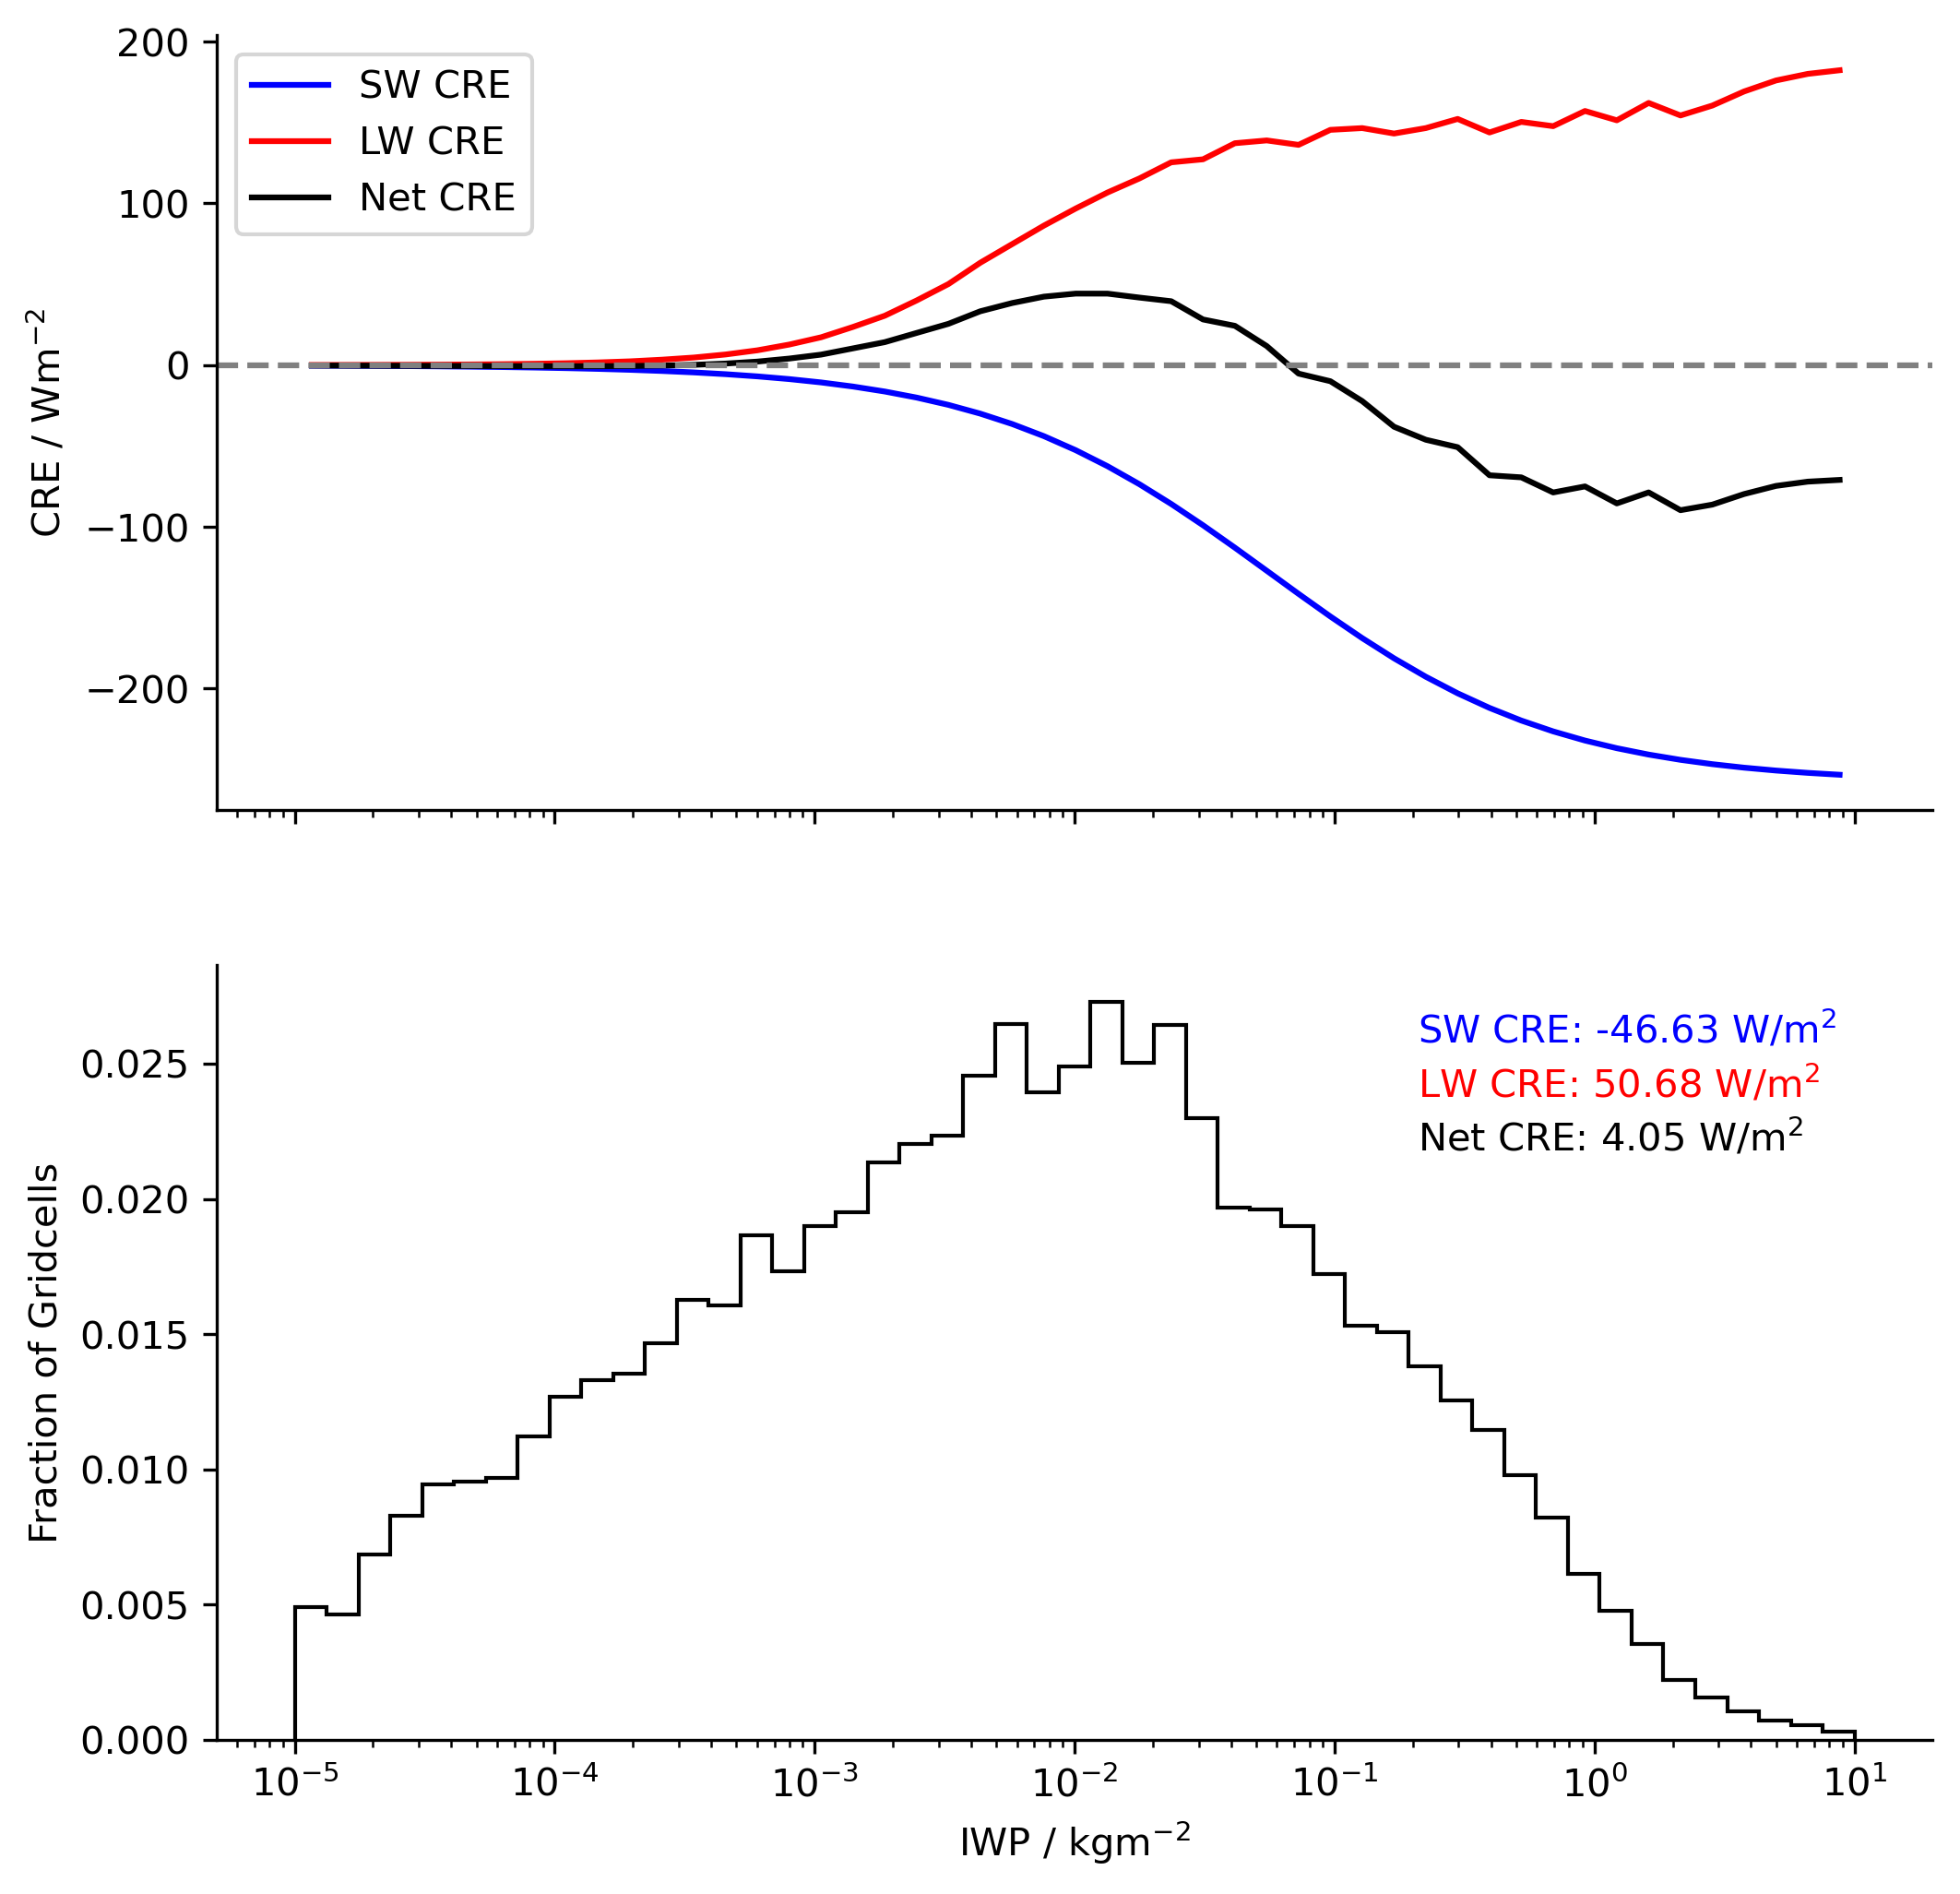 200
100
0
−100
−200
CRE / Wm⁻²
SW CRE
LW CRE
Net CRE
SW CRE: -46.63 W/m²
LW CRE: 50.68 W/m²
Net CRE: 4.05 W/m²
0.025
0.020
0.015
0.010
0.005
0.000
Fraction of Gridcells
10⁻⁵ 10⁻⁴ 10⁻³ 10⁻² 10⁻¹ 10⁰ 10¹
IWP / kgm⁻²